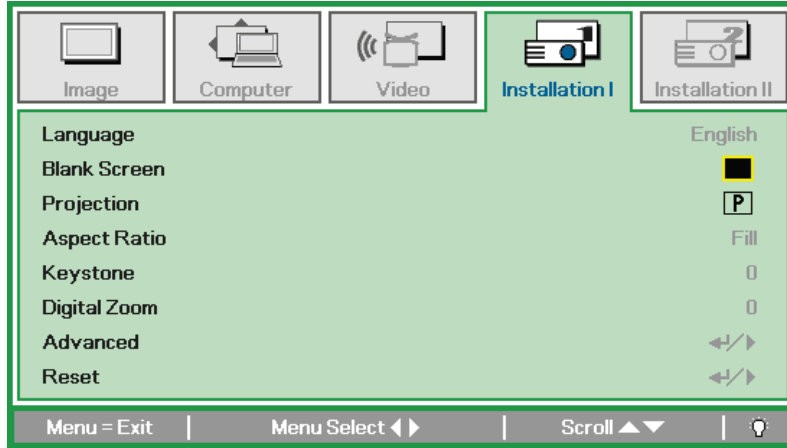 Image Computer Video Installation I Installation II
Language English
Blank Screen
Projection P
Aspect Ratio Fill
Keystone 0
Digital Zoom 0
Advanced
Reset
Menu = Exit Menu Select Scroll